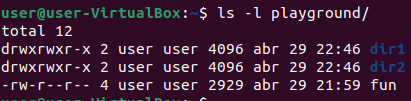 user@user-VirtualBox:~$ ls -l playground/
total 12
drwxrwxr-x 2 user user 4096 abr 29 22:46 dir1
drwxrwxr-x 2 user user 4096 abr 29 22:46 dir2
-rw-r--r-- 4 user user 2929 abr 29 21:59 fun